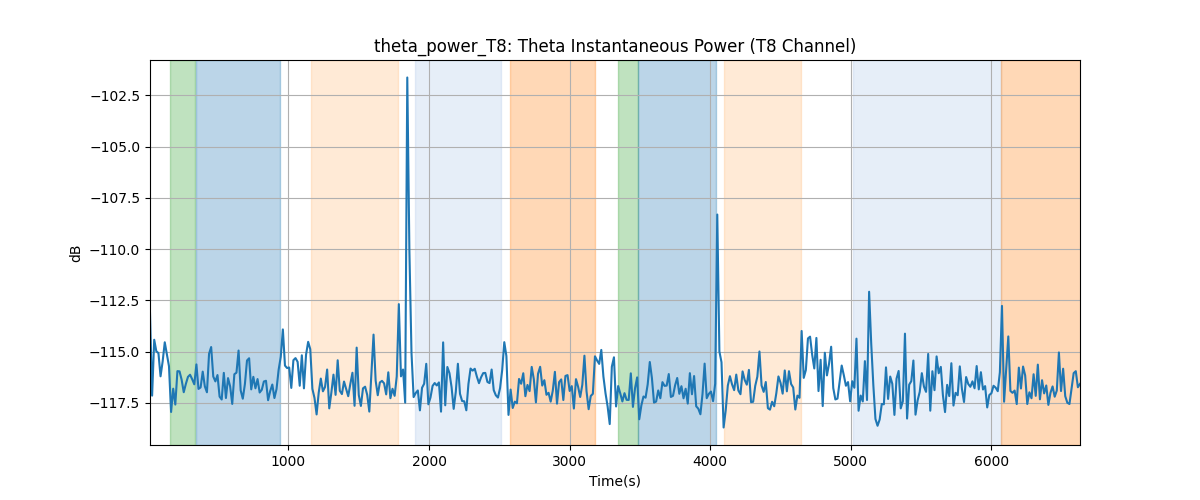 theta_power_T8: Theta Instantaneous Power (T8 Channel)
dB
−102.5
−105.0
−107.5
−110.0
−112.5
−115.0
−117.5
1000 2000 3000 4000 5000 6000
Time(s)